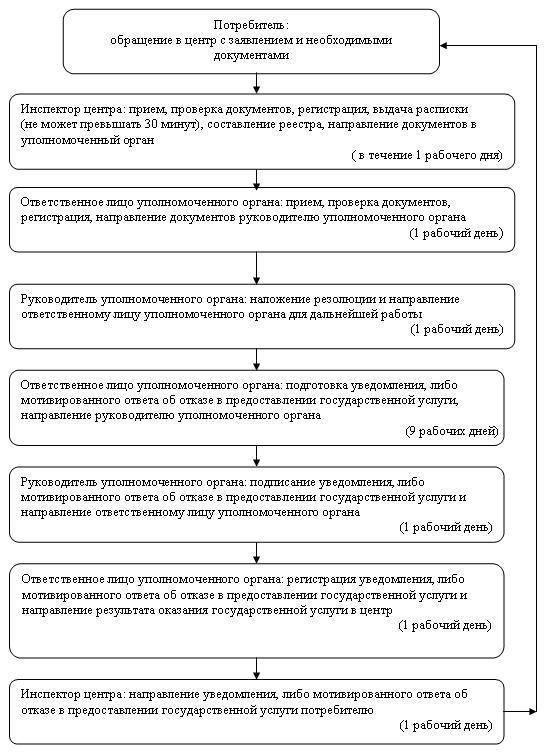 Потребитель:
обращение в центр с заявлением и необходимыми
документами
Инспектор центра: прием, проверка документов, регистрация, выдача расписки
(не может превышать 30 минут), составление реестра, направление документов в
уполномоченный орган
( в течение 1 рабочего дня)
Ответственное лицо уполномоченного органа: прием, проверка документов,
регистрация, направление документов руководителю уполномоченного органа
(1 рабочий день)
Руководитель уполномоченного органа: наложение резолюции и направление
ответственному лицу уполномоченного органа для дальнейшей работы
(1 рабочий день)
Ответственное лицо уполномоченного органа: подготовка уведомления, либо
мотивированного ответа об отказе в предоставлении государственной услуги,
направление руководителю уполномоченного органа
(9 рабочих дней)
Руководитель уполномоченного органа: подписание уведомления, либо
мотивированного ответа об отказе в предоставлении государственной услуги и
направление ответственному лицу уполномоченного органа
(1 рабочий день)
Ответственное лицо уполномоченного органа: регистрация уведомления, либо
мотивированного ответа об отказе в предоставлении государственной услуги и
направление результата оказания государственной услуги в центр
(1 рабочий день)
Инспектор центра: направление уведомления, либо мотивированного ответа об
отказе в предоставлении государственной услуги потребителю
(1 рабочий день)